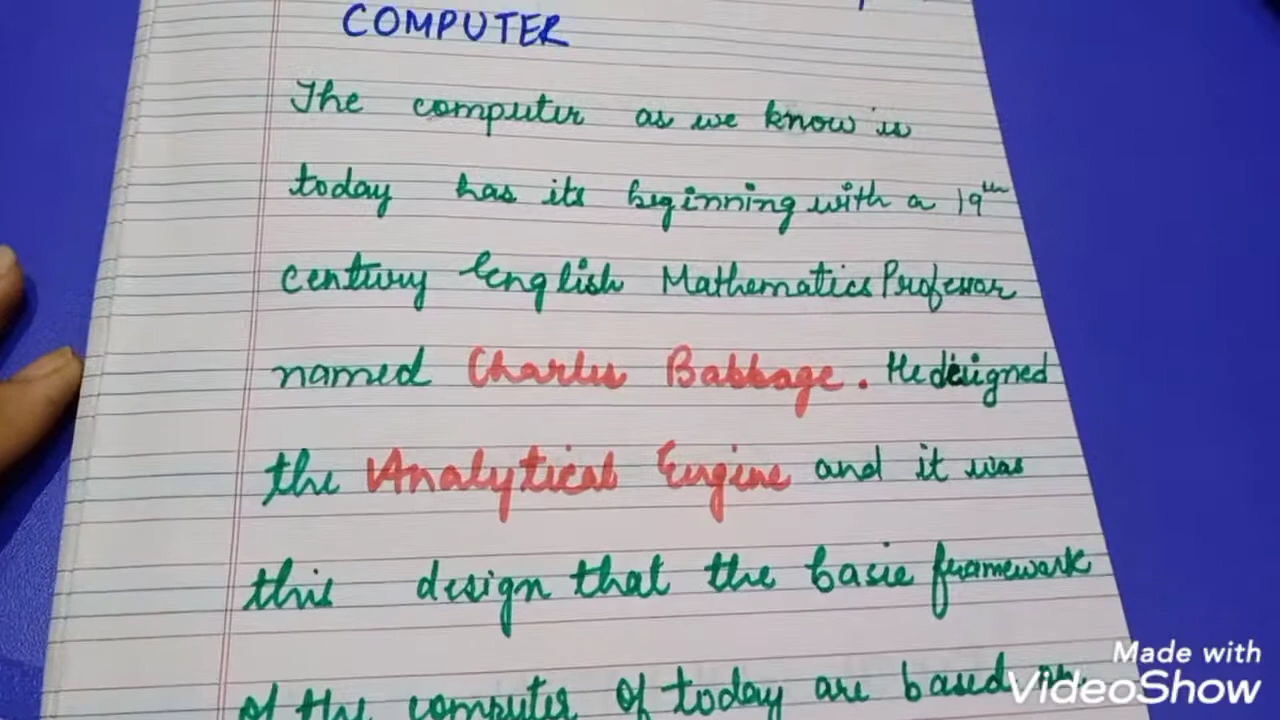 COMPUTER
The computer as we know is
today has its beginning with a 19th
century English Mathematics Professor
named Charles Babbage. He designed
the Analytical Engine and it was
this design that the basic framework
of the computer of today are based on.
Made with
VideoShow